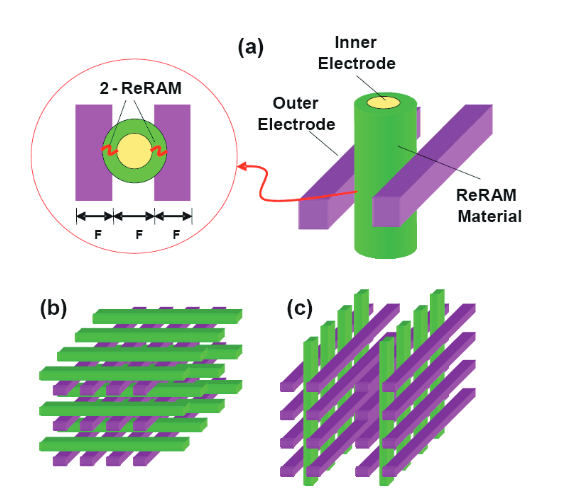 (a)
Inner
Electrode
2 - ReRAM
Outer
Electrode
ReRAM
Material
F
F
F
(b)
(c)